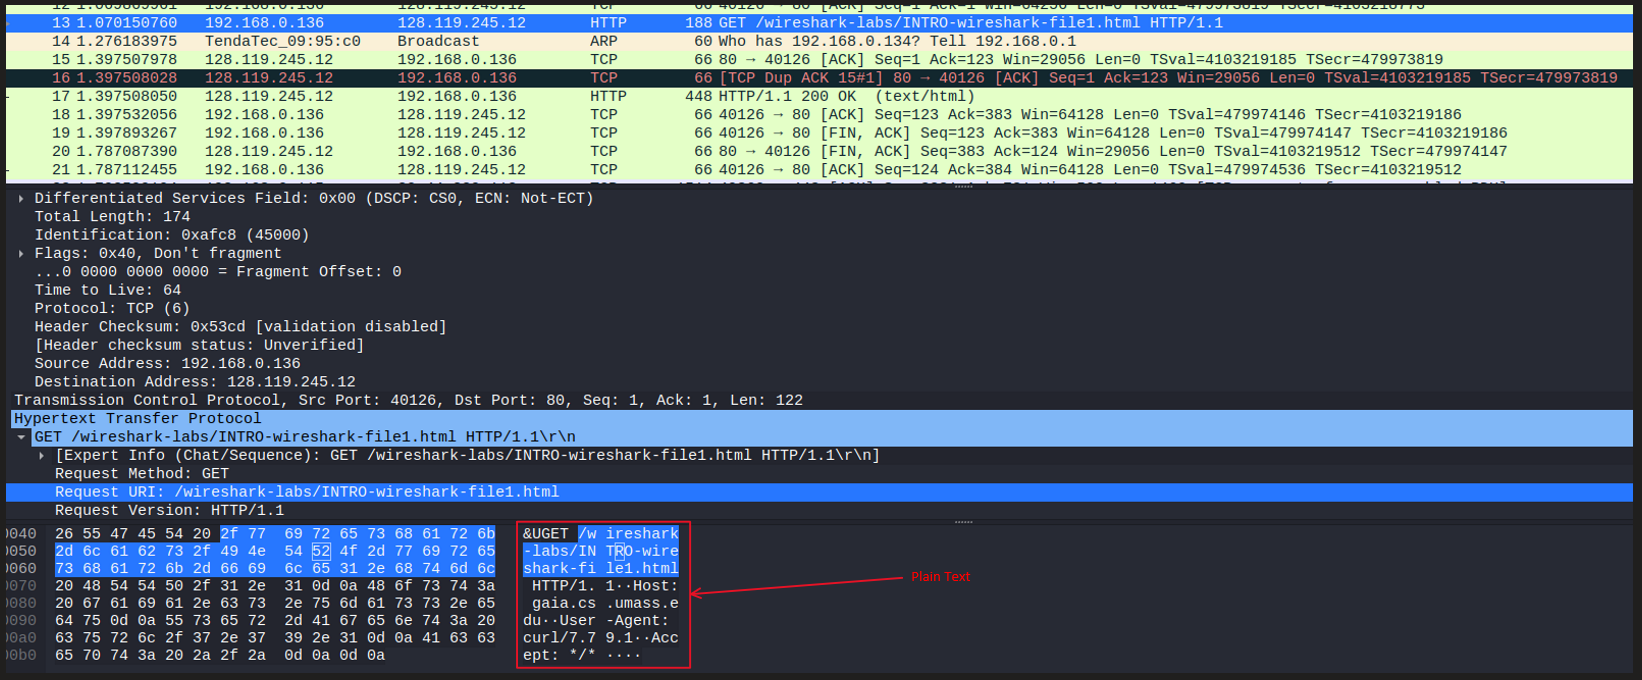 13 1.070150760 192.168.0.136 128.119.245.12 HTTP 188 GET /wireshark-labs/INTRO-wireshark-file1.html HTTP/1.1
14 1.276183975 TendaTec_09:95:c0 Broadcast ARP 60 Who has 192.168.0.134? Tell 192.168.0.1
15 1.397507978 128.119.245.12 192.168.0.136 TCP 66 80 → 40126 [ACK] Seq=1 Ack=123 Win=29056 Len=0 TSval=4103219185 TSecr=479973819
16 1.397508028 128.119.245.12 192.168.0.136 TCP 66 [TCP Dup ACK 15#1] 80 → 40126 [ACK] Seq=1 Ack=123 Win=29056 Len=0 TSval=4103219185 TSecr=479973819
17 1.397508050 128.119.245.12 192.168.0.136 HTTP 448 HTTP/1.1 200 OK (text/html)
18 1.397532056 192.168.0.136 128.119.245.12 TCP 66 40126 → 80 [ACK] Seq=123 Ack=383 Win=64128 Len=0 TSval=479974146 TSecr=4103219186
19 1.397893267 192.168.0.136 128.119.245.12 TCP 66 40126 → 80 [FIN, ACK] Seq=123 Ack=383 Win=64128 Len=0 TSval=479974147 TSecr=4103219186
20 1.787087390 128.119.245.12 192.168.0.136 TCP 66 80 → 40126 [FIN, ACK] Seq=383 Ack=124 Win=29056 Len=0 TSval=4103219512 TSecr=479974147
21 1.787112455 192.168.0.136 128.119.245.12 TCP 66 40126 → 80 [ACK] Seq=124 Ack=384 Win=64128 Len=0 TSval=479974536 TSecr=4103219512
Differentiated Services Field: 0x00 (DSCP: CS0, ECN: Not-ECT)
Total Length: 174
Identification: 0xafc8 (45000)
Flags: 0x40, Don't fragment
...0 0000 0000 0000 = Fragment Offset: 0
Time to Live: 64
Protocol: TCP (6)
Header Checksum: 0x53cd [validation disabled]
[Header checksum status: Unverified]
Source Address: 192.168.0.136
Destination Address: 128.119.245.12
Transmission Control Protocol, Src Port: 40126, Dst Port: 80, Seq: 1, Ack: 1, Len: 122
Hypertext Transfer Protocol
GET /wireshark-labs/INTRO-wireshark-file1.html HTTP/1.1\r\n
[Expert Info (Chat/Sequence): GET /wireshark-labs/INTRO-wireshark-file1.html HTTP/1.1\r\n]
Request Method: GET
Request URI: /wireshark-labs/INTRO-wireshark-file1.html
Request Version: HTTP/1.1
0040 26 55 47 45 54 20 2f 77 69 72 65 73 68 61 72 6b &UGET /w ireshark
0050 2d 6c 61 62 73 2f 49 4e 54 52 4f 2d 77 69 72 65 -labs/IN TRO-wire
0060 73 68 61 72 6b 2d 66 69 6c 65 31 2e 68 74 6d 6c shark-fi le1.html
0070 20 48 54 54 50 2f 31 2e 31 0d 0a 48 6f 73 74 3a HTTP/1. 1··Host:
0080 20 67 61 69 61 2e 63 73 2e 75 6d 61 73 73 2e 65 gaia.cs .umass.e
0090 64 75 0d 0a 55 73 65 72 2d 41 67 65 6e 74 3a 20 du··User -Agent:
00a0 63 75 72 6c 2f 37 2e 37 39 2e 31 0d 0a 41 63 63 curl/7.7 9.1··Acc
00b0 65 70 74 3a 20 2a 2f 2a 0d 0a 0d 0a ept: */* ····
Plain Text